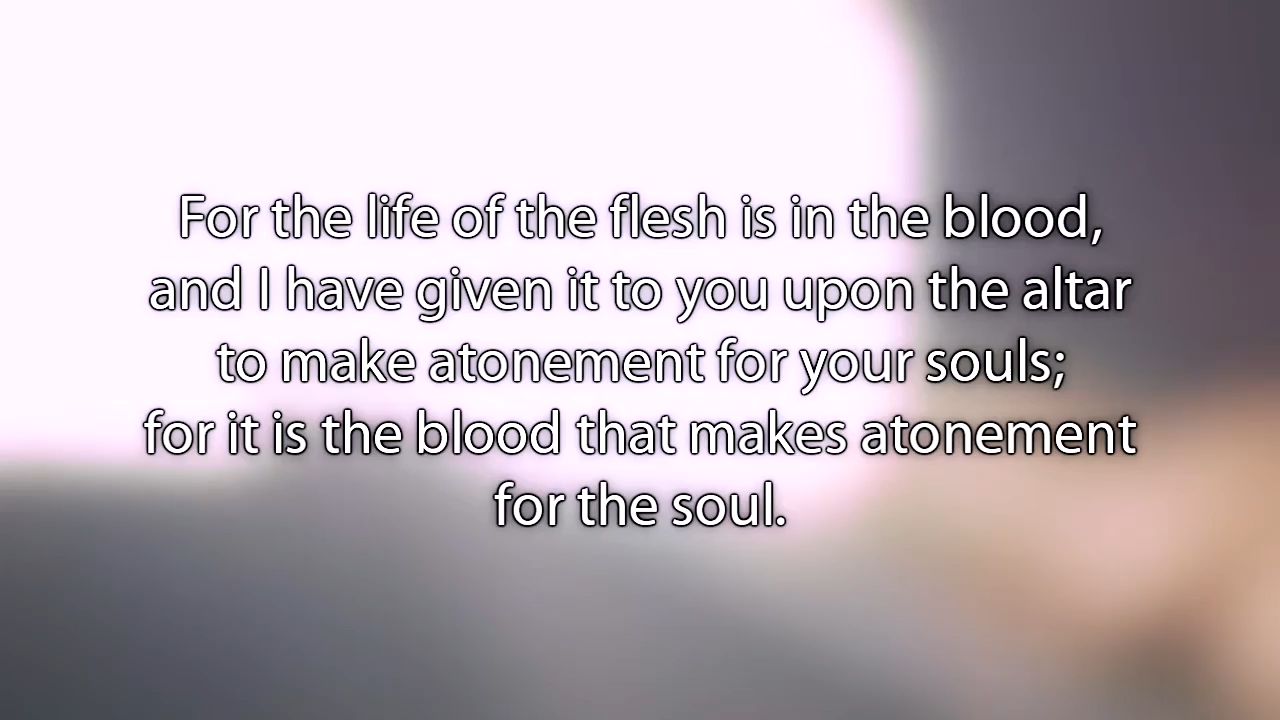 For the life of the flesh is in the blood,
and I have given it to you upon the altar
to make atonement for your souls;
for it is the blood that makes atonement
for the soul.